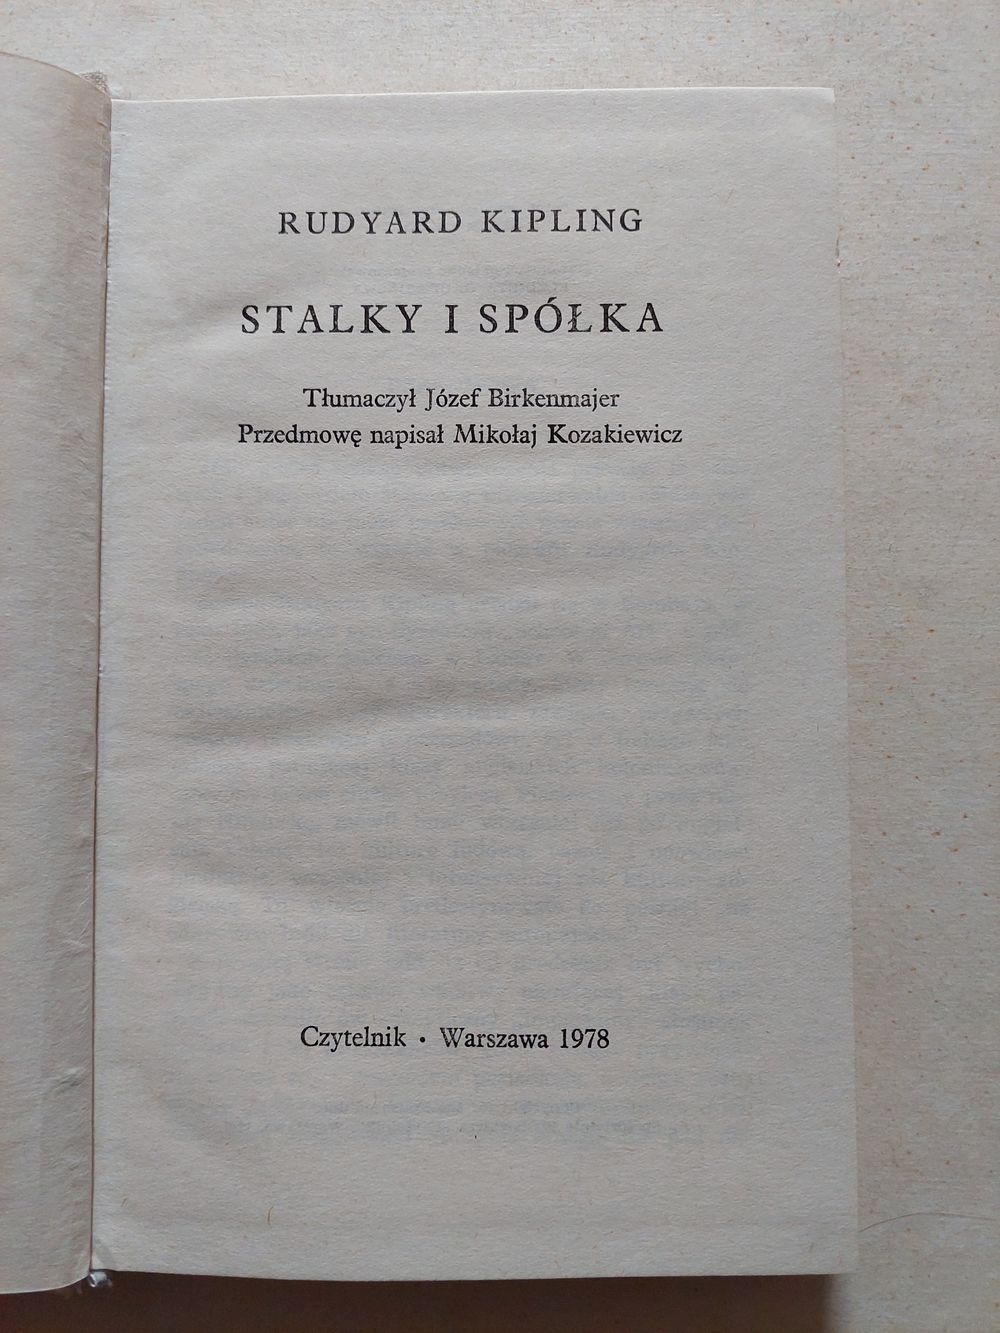 RUDYARD KIPLING
STALKY I SPÓŁKA
Tłumaczył Józef Birkenmajer
Przedmowę napisał Mikołaj Kozakiewicz
Czytelnik • Warszawa 1978